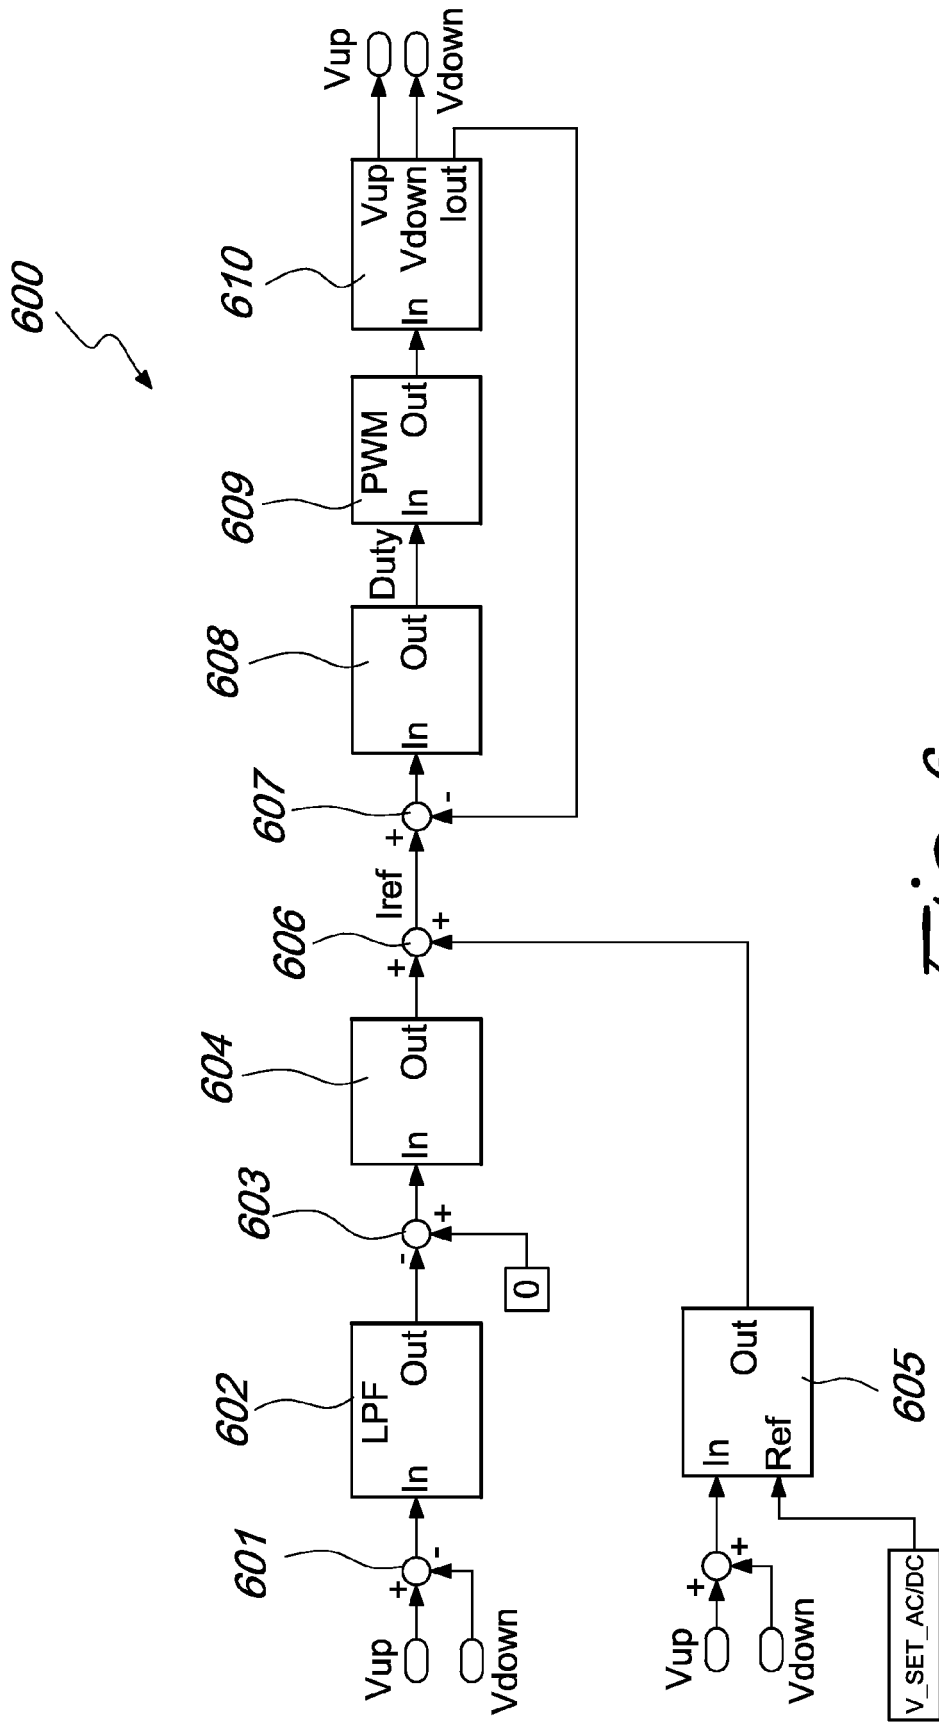 600
601
602
603
604
606
607
608
609
610
Vup
Vdown
+
-
LPF
In
Out
-
+
0
In
Out
+
+
Iref
+
-
In
Out
Duty
PWM
In
Out
In
Vup
Vdown
Iout
Vup
Vdown
Vup
Vdown
+
+
In
Ref
Out
605
V_SET_AC/DC